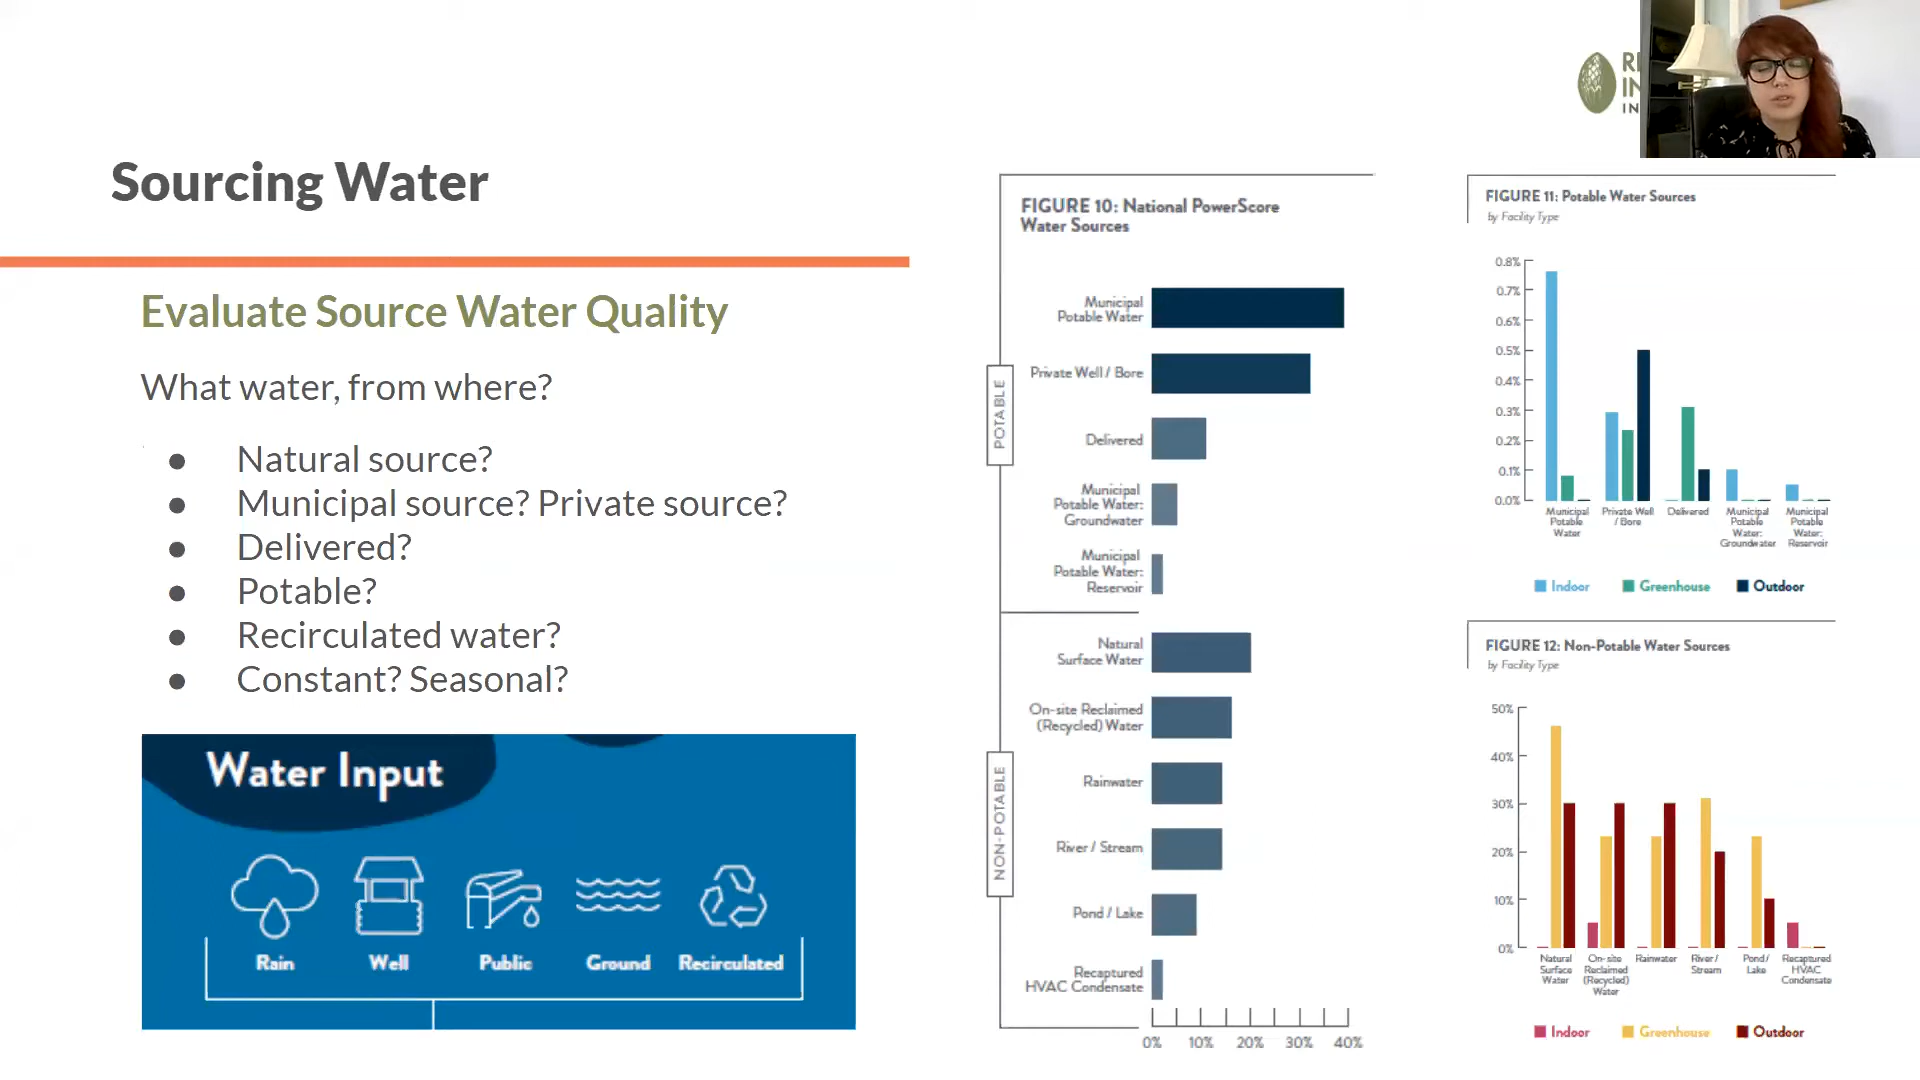 Sourcing Water
Evaluate Source Water Quality
What water, from where?
● Natural source?
● Municipal source? Private source?
● Delivered?
● Potable?
● Recirculated water?
● Constant? Seasonal?
Water Input
Rain
Well
Public
Ground
Recirculated
FIGURE 10: National PowerScore
Water Sources
POTABLE
Municipal
Potable Water
Private Well / Bore
Delivered
Municipal
Potable Water:
Groundwater
Municipal
Potable Water:
Reservoir
NON-POTABLE
Natural
Surface Water
On-site Reclaimed
(Recycled) Water
Rainwater
River / Stream
Pond / Lake
Recaptured
HVAC Condensate
0% 10% 20% 30% 40%
FIGURE 11: Potable Water Sources
by Facility Type
0.8%
0.7%
0.6%
0.5%
0.4%
0.3%
0.2%
0.1%
0.0%
Municipal
Potable
Water
Private Well
/ Bore
Delivered
Municipal
Potable
Water:
Groundwater
Municipal
Potable
Water:
Reservoir
Indoor Greenhouse Outdoor
FIGURE 12: Non-Potable Water Sources
by Facility Type
50%
40%
30%
20%
10%
0%
Natural
Surface
Water
On-site
Reclaimed
(Recycled)
Water
Rainwater
River /
Stream
Pond /
Lake
Recaptured
HVAC
Condensate
Indoor Greenhouse Outdoor